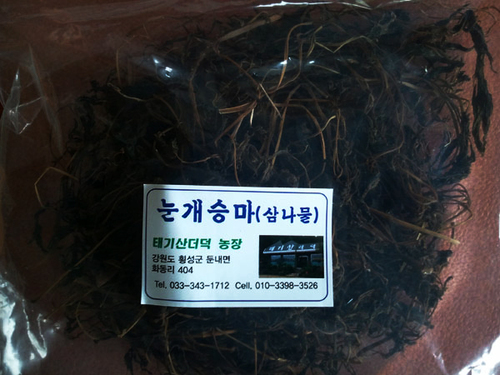 눈개승마(삼나물)
태기산더덕 농장
강원도 횡성군 둔내면
화동리 404
Tel. 033-343-1712 Cell. 010-3398-3526